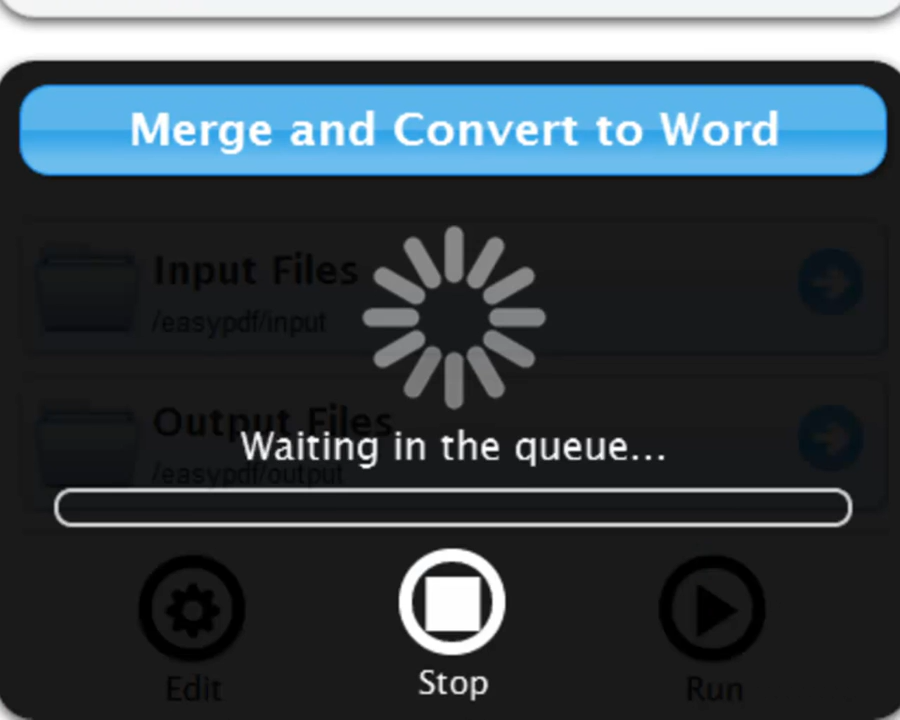 Merge and Convert to Word
Input Files
/easypdf/input
Output Files
/easypdf/output
Waiting in the queue...
Edit
Stop
Run